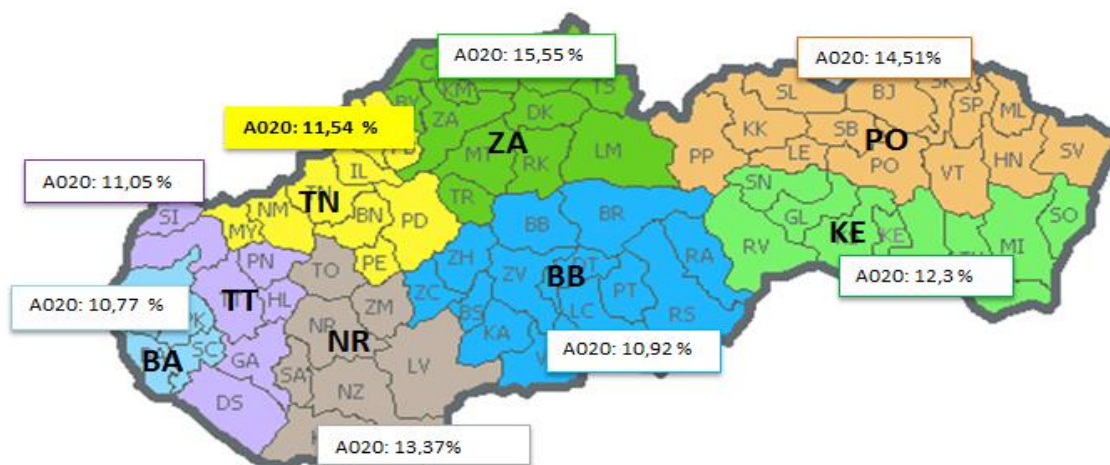 A020: 15,55 %
A020: 14,51%
A020: 11,54 %
A020: 11,05 %
A020: 10,77 %
A020: 12,3 %
A020: 10,92 %
A020: 13,37%
ZA
PO
TN
KE
TT
BB
BA
NR
KM
TS
DK
ZA
MT
RK
LM
TR
SL
BJ
SP
ML
KK
SB
PP
LE
PO
VT
HN
SV
SN
GL
RV
KE
MI
SO
IL
NM
MY
BN
PD
PE
SI
PN
HL
GA
DS
SC
TO
ZM
NR
SA
NZ
LV
BB
BR
ZH
ZV
ZC
BS
KA
LC
PT
RA
RS